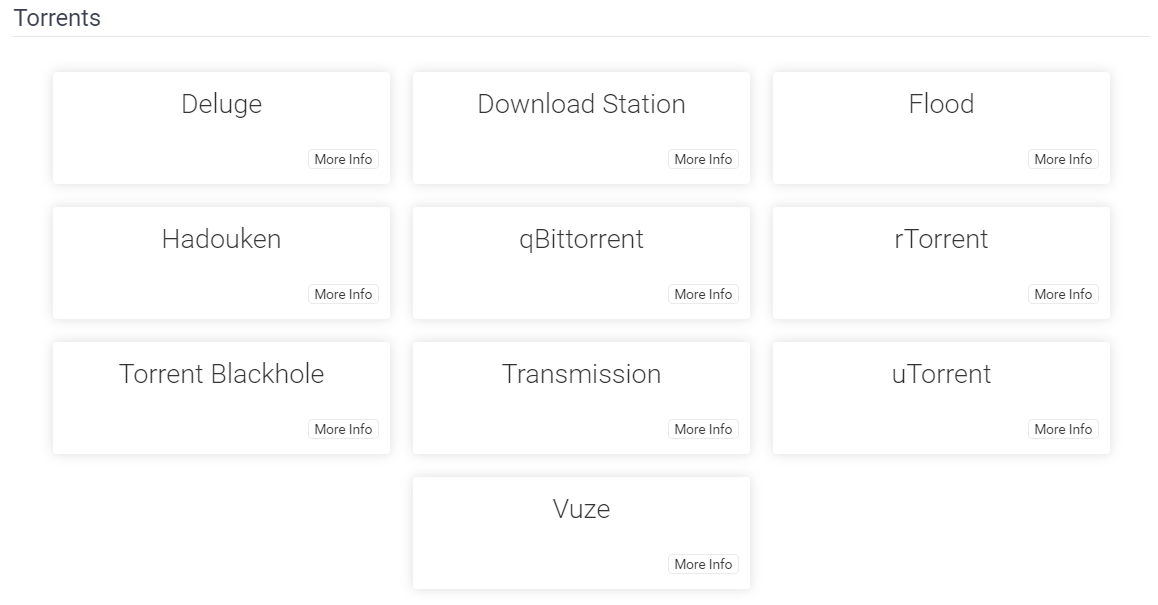 Torrents
Deluge
More Info
Download Station
More Info
Flood
More Info
Hadouken
More Info
qBittorrent
More Info
rTorrent
More Info
Torrent Blackhole
More Info
Transmission
More Info
uTorrent
More Info
Vuze
More Info